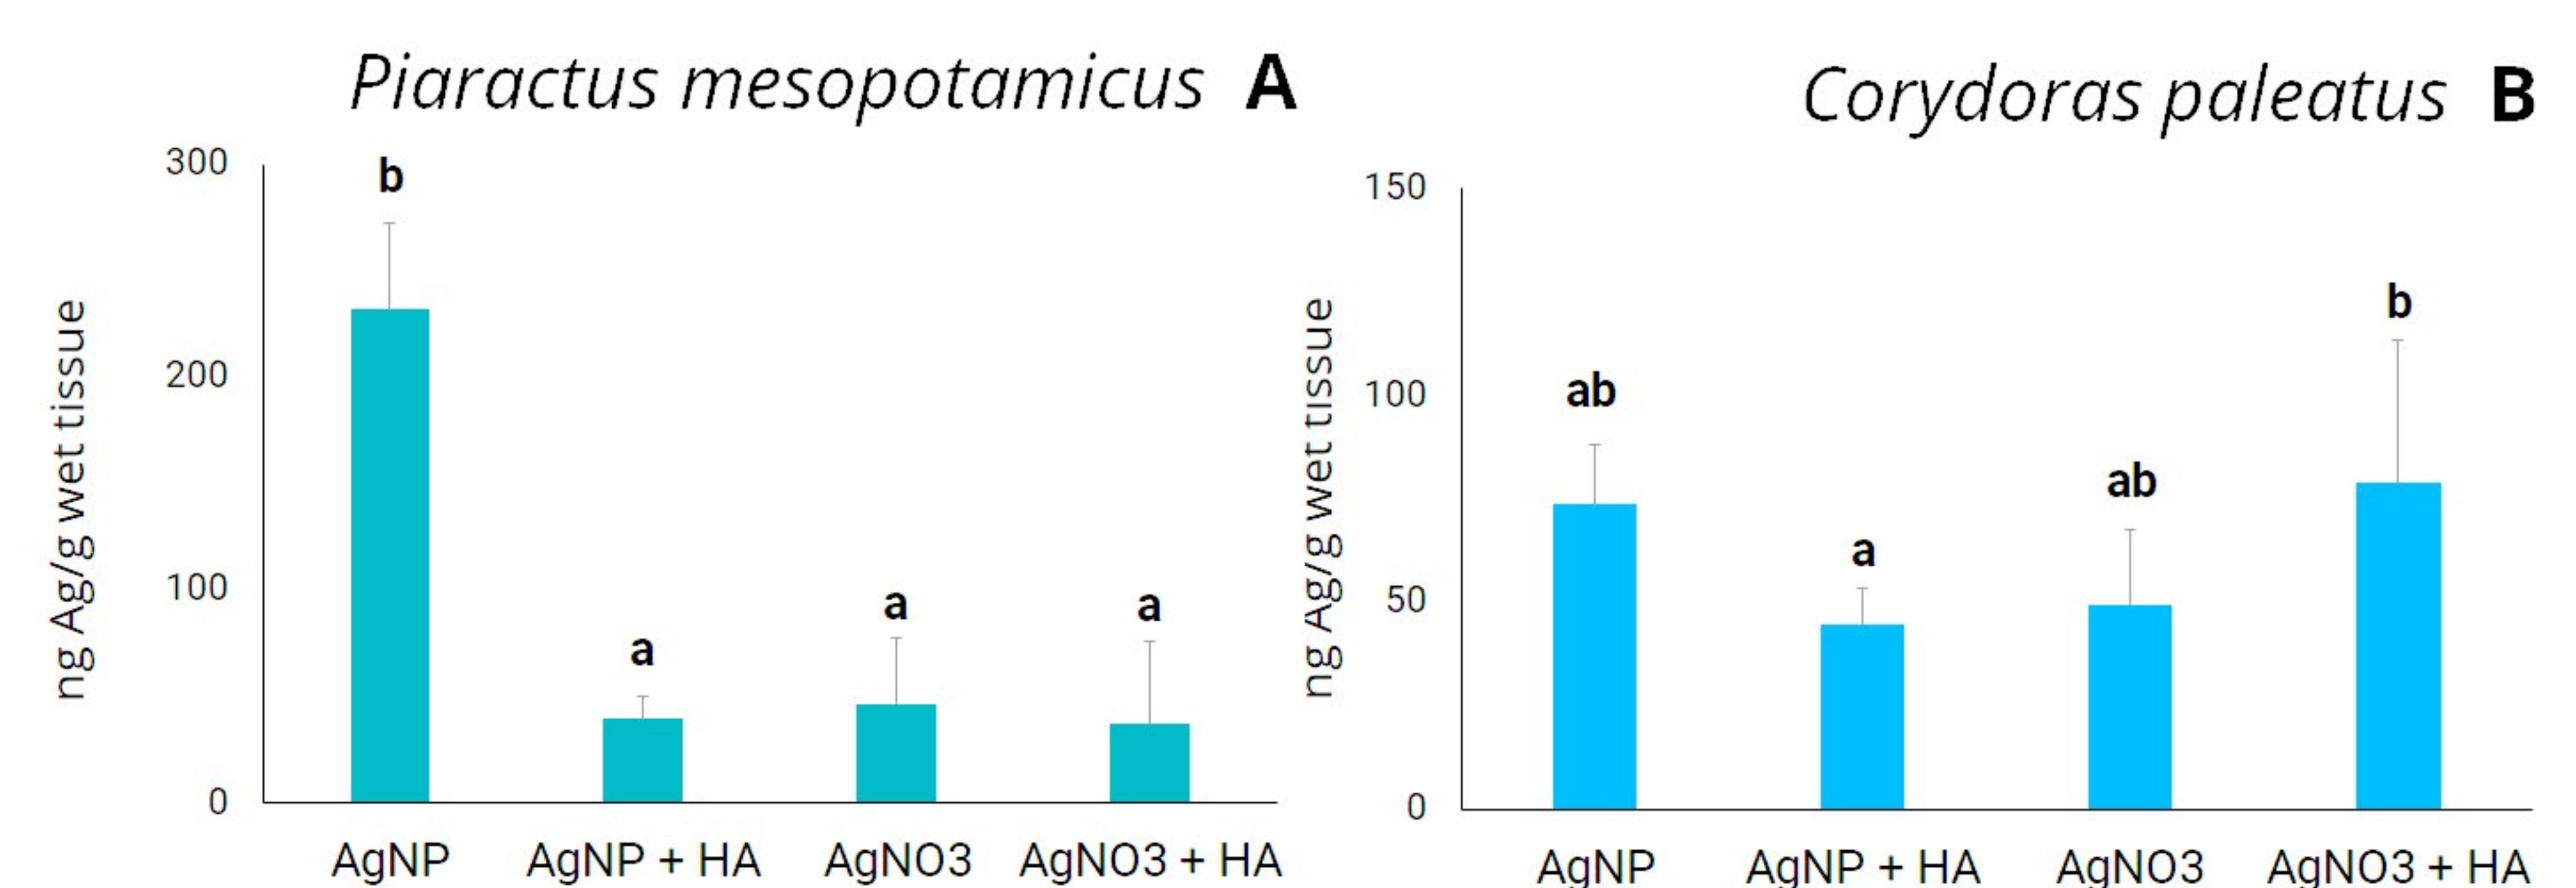 Piaractus mesopotamicus A
300
b
200
100
a
a
a
0
ng Ag/g wet tissue
AgNP
AgNP + HA
AgNO3
AgNO3 + HA
Corydoras paleatus B
150
b
ab
100
ab
a
50
0
ng Ag/g wet tissue
AgNP
AgNP + HA
AgNO3
AgNO3 + HA